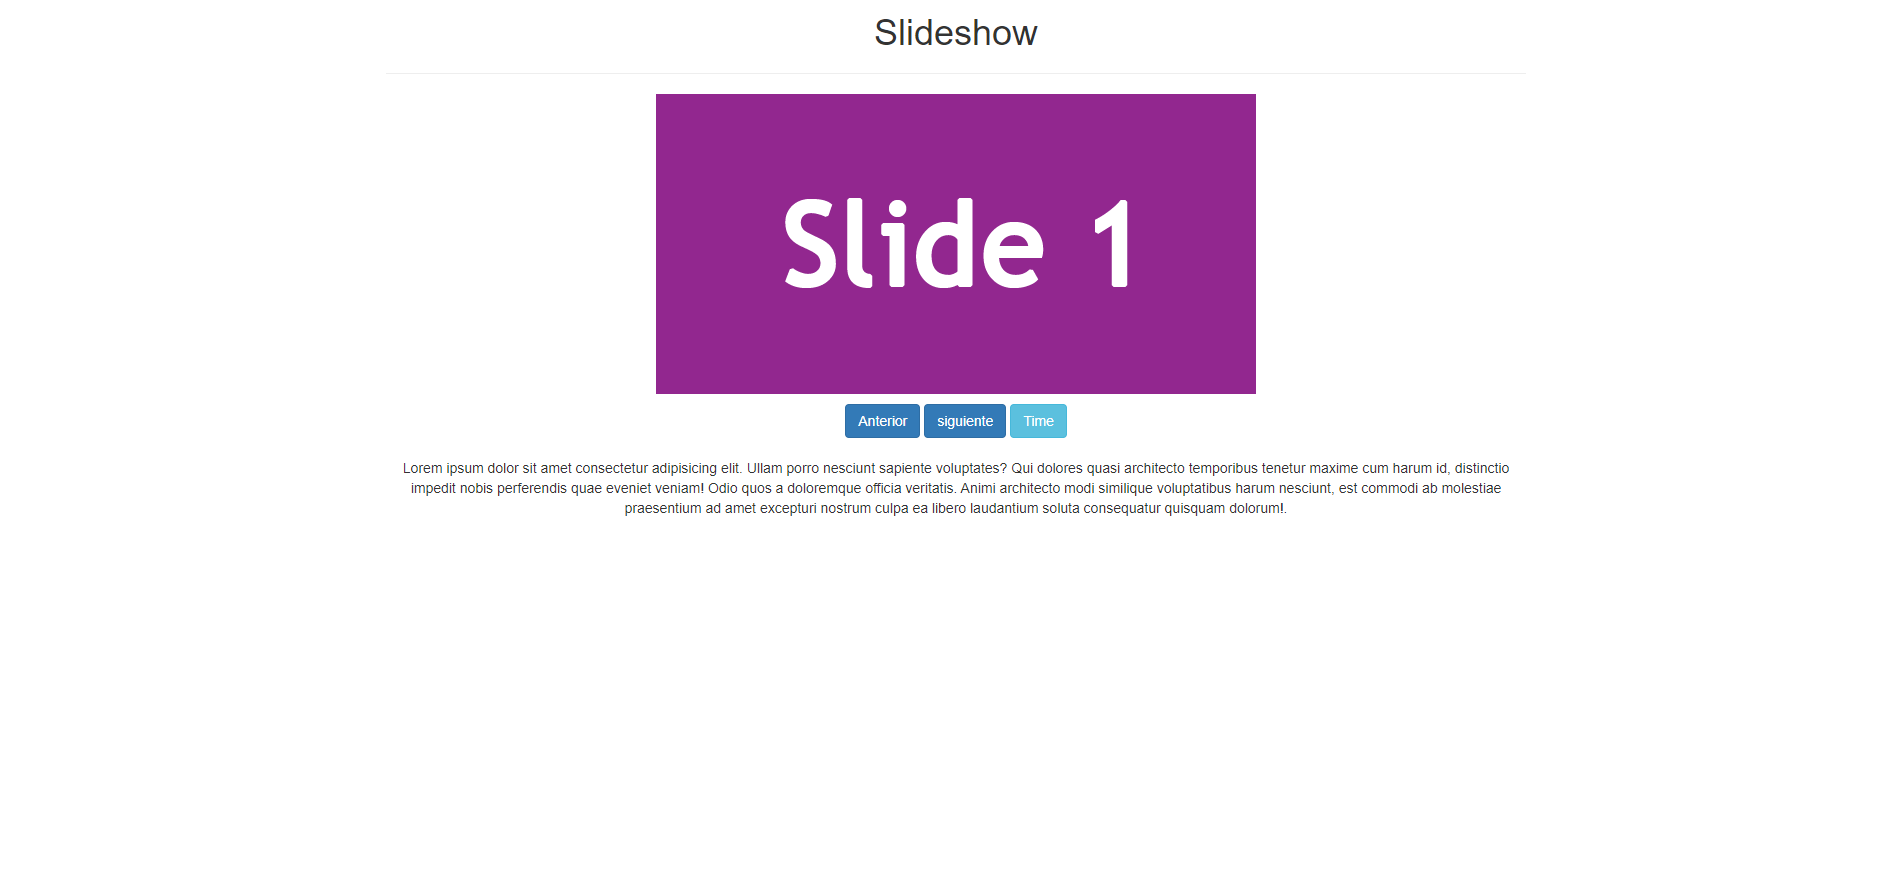 Slideshow
Slide 1
Anterior siguiente Time
Lorem ipsum dolor sit amet consectetur adipisicing elit. Ullam porro nesciunt sapiente voluptates? Qui dolores quasi architecto temporibus tenetur maxime cum harum id, distinctio
impedit nobis perferendis quae eveniet veniam! Odio quos a doloremque officia veritatis. Animi architecto modi similique voluptatibus harum nesciunt, est commodi ab molestiae
praesentium ad amet excepturi nostrum culpa ea libero laudantium soluta consequatur quisquam dolorum!.